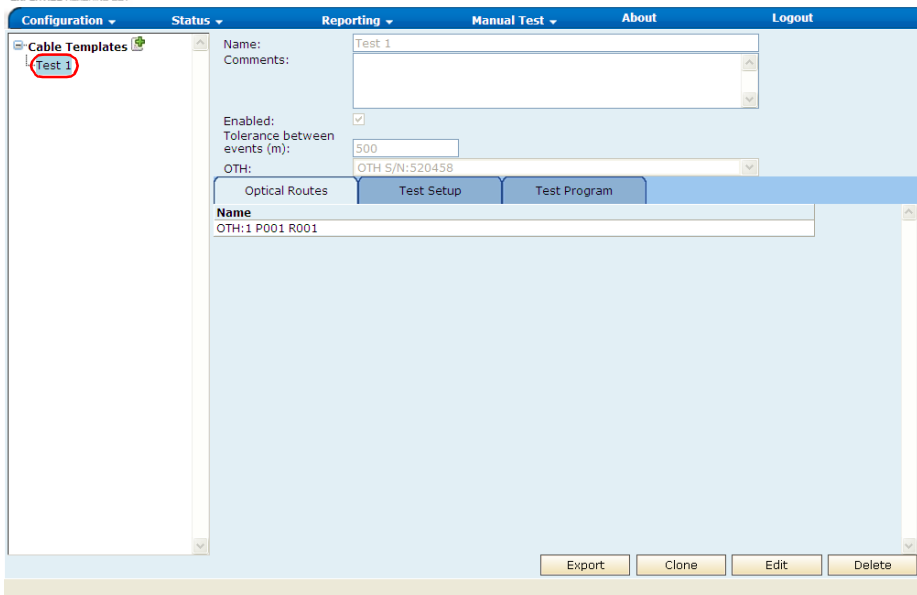 Configuration Status Reporting Manual Test About Logout
Cable Templates
Test 1
Name: Test 1
Comments:
Enabled:
Tolerance between
events (m): 500
OTH: OTH S/N:520458
Optical Routes Test Setup Test Program
Name
OTH:1 P001 R001
Export Clone Edit Delete